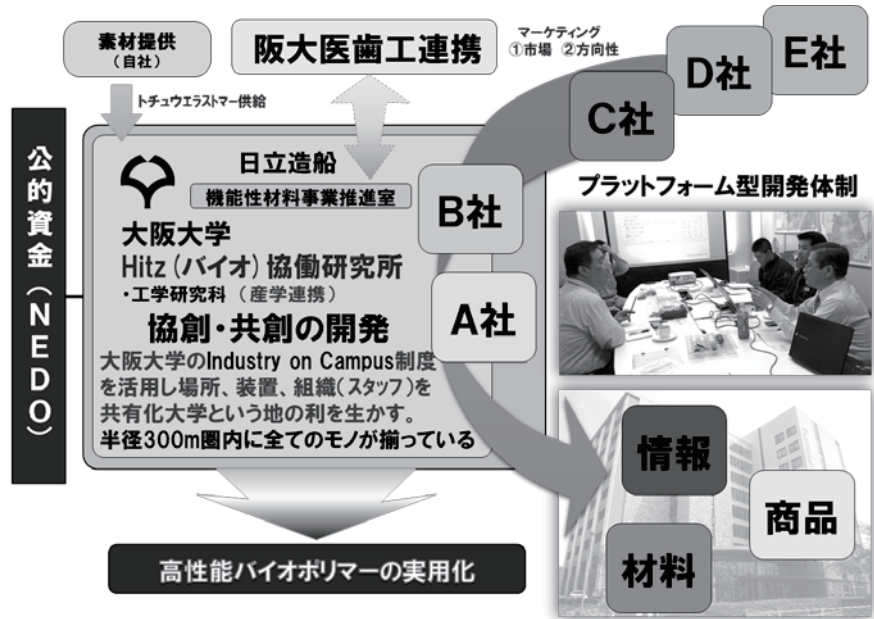 素材提供
(自社)
阪大医歯工連携
マーケティング
①市場 ②方向性
トチュウエラストマー供給
公的資金(NEDO)
日立造船
機能性材料事業推進室
大阪大学
Hitz(バイオ)協働研究所
・工学研究科 (産学連携)
協創・共創の開発
大阪大学のIndustry on Campus制度
を活用し場所、装置、組織(スタッフ)を
共有化大学という地の利を生かす。
半径300m圏内に全てのモノが揃っている
高性能バイオポリマーの実用化
A社
B社
C社
D社
E社
プラットフォーム型開発体制
情報
商品
材料